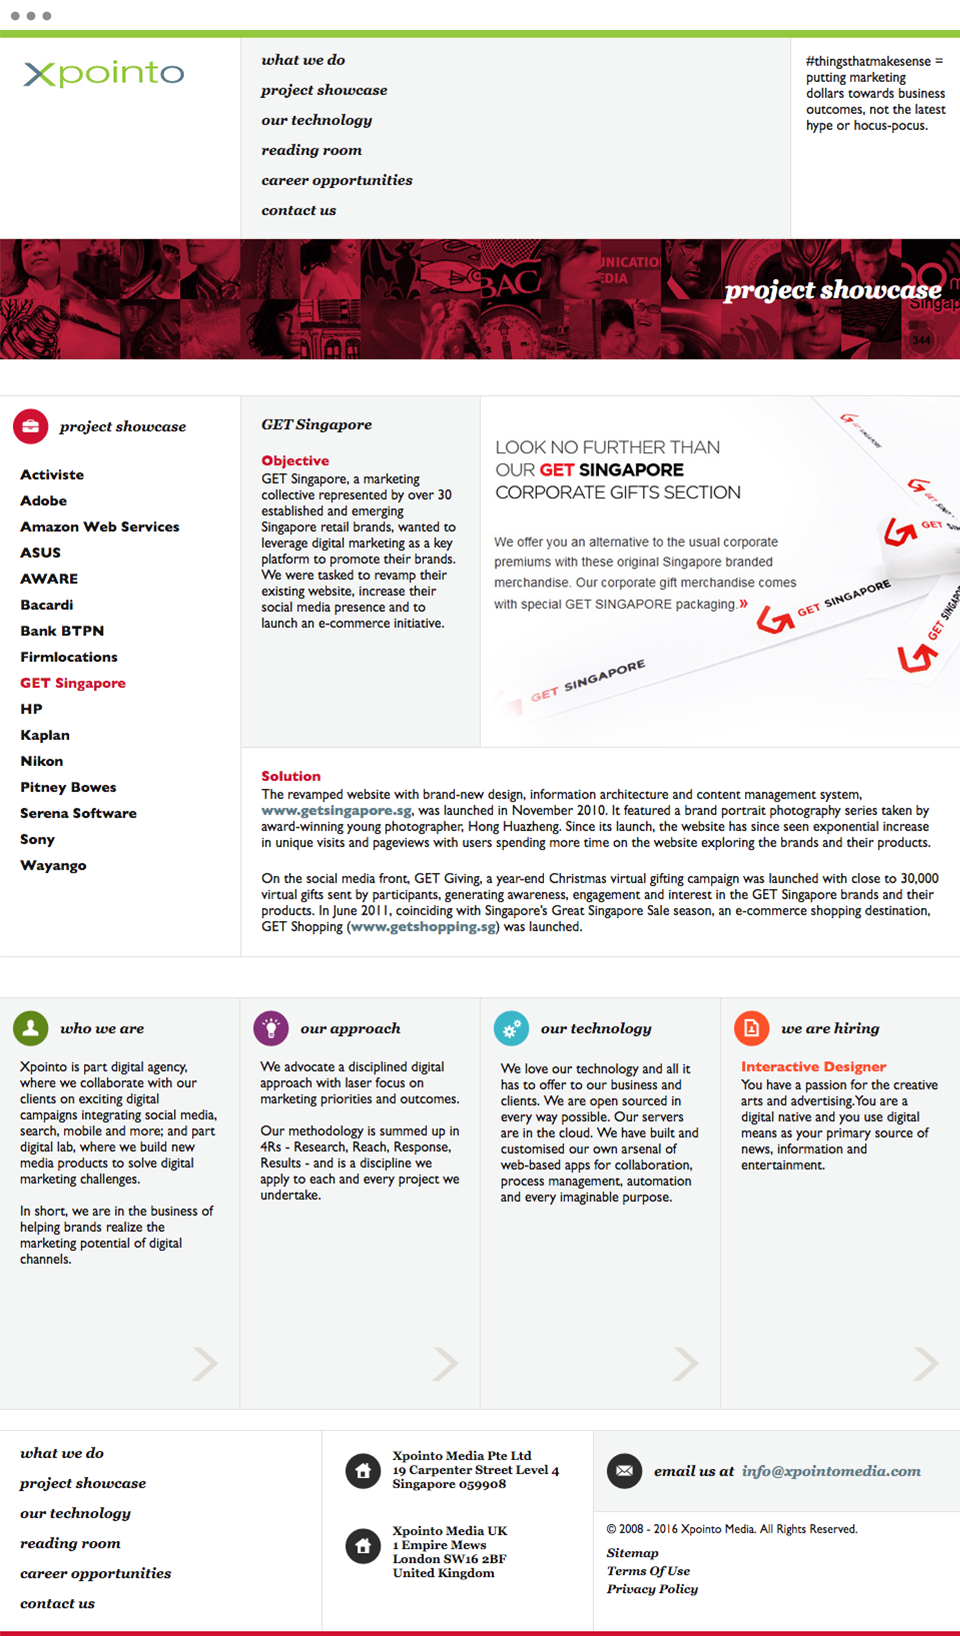 xpointo
what we do
project showcase
our technology
reading room
career opportunities
contact us
#thingsthatmakesense =
putting marketing
dollars towards business
outcomes, not the latest
hype or hocus-pocus.
BAC
EDIA
project showcase
344
project showcase
Activiste
Adobe
Amazon Web Services
ASUS
AWARE
Bacardi
Bank BTPN
Firmlocations
GET Singapore
HP
Kaplan
Nikon
Pitney Bowes
Serena Software
Sony
Wayango
GET Singapore
Objective
GET Singapore, a marketing
collective represented by over 30
established and emerging
Singapore retail brands, wanted to
leverage digital marketing as a key
platform to promote their brands.
We were tasked to revamp their
existing website, increase their
social media presence and to
launch an e-commerce initiative.
LOOK NO FURTHER THAN
OUR GET SINGAPORE
CORPORATE GIFTS SECTION
We offer you an alternative to the usual corporate
premiums with these original Singapore branded
merchandise. Our corporate gift merchandise comes
with special GET SINGAPORE packaging.»
GET SINGAPORE
GET SINGAPORE
Solution
The revamped website with brand-new design, information architecture and content management system,
www.getsingapore.sg, was launched in November 2010. It featured a brand portrait photography series taken by
award-winning young photographer, Hong Huazheng. Since its launch, the website has since seen exponential increase
in unique visits and pageviews with users spending more time on the website exploring the brands and their products.
On the social media front, GET Giving, a year-end Christmas virtual gifting campaign was launched with close to 30,000
virtual gifts sent by participants, generating awareness, engagement and interest in the GET Singapore brands and their
products. In June 2011, coinciding with Singapore's Great Singapore Sale season, an e-commerce shopping destination,
GET Shopping (www.getshopping.sg) was launched.
who we are
Xpointo is part digital agency,
where we collaborate with our
clients on exciting digital
campaigns integrating social media,
search, mobile and more; and part
digital lab, where we build new
media products to solve digital
marketing challenges.
In short, we are in the business of
helping brands realize the
marketing potential of digital
channels.
our approach
We advocate a disciplined digital
approach with laser focus on
marketing priorities and outcomes.
Our methodology is summed up in
4Rs - Research, Reach, Response,
Results - and is a discipline we
apply to each and every project we
undertake.
our technology
We love our technology and all it
has to offer to our business and
clients. We are open sourced in
every way possible. Our servers
are in the cloud. We have built and
customised our own arsenal of
web-based apps for collaboration,
process management, automation
and every imaginable purpose.
we are hiring
Interactive Designer
You have a passion for the creative
arts and advertising.You are a
digital native and you use digital
means as your primary source of
news, information and
entertainment.
what we do
project showcase
our technology
reading room
career opportunities
contact us
Xpointo Media Pte Ltd
19 Carpenter Street Level 4
Singapore 059908
Xpointo Media UK
1 Empire Mews
London SW16 2BF
United Kingdom
email us at info@xpointomedia.com
© 2008 - 2016 Xpointo Media. All Rights Reserved.
Sitemap
Terms Of Use
Privacy Policy